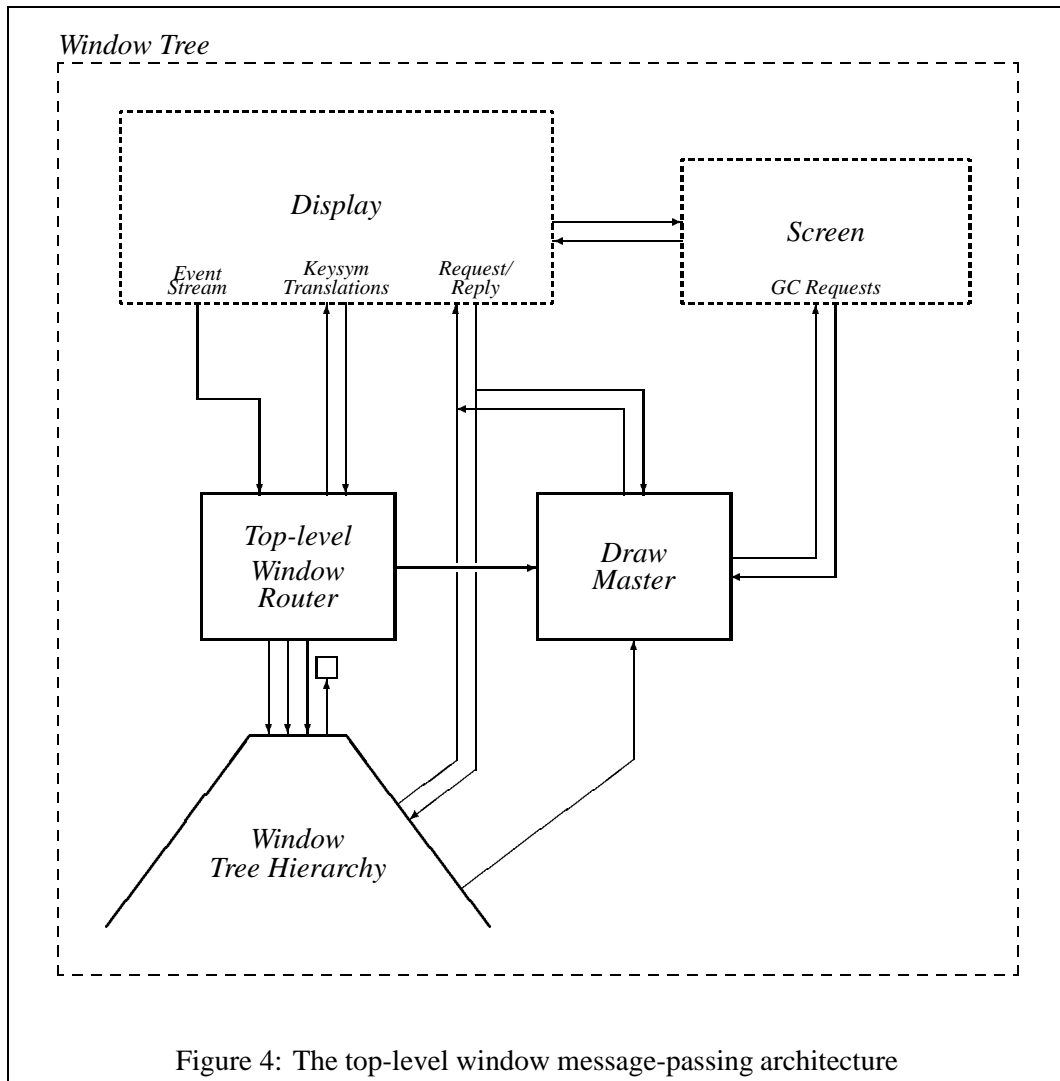 Window Tree
Display
Screen
Event
Stream
Keysym
Translations
Request/
Reply
GC Requests
Top-level
Window
Router
Draw
Master
Window
Tree Hierarchy
Figure 4: The top-level window message-passing architecture